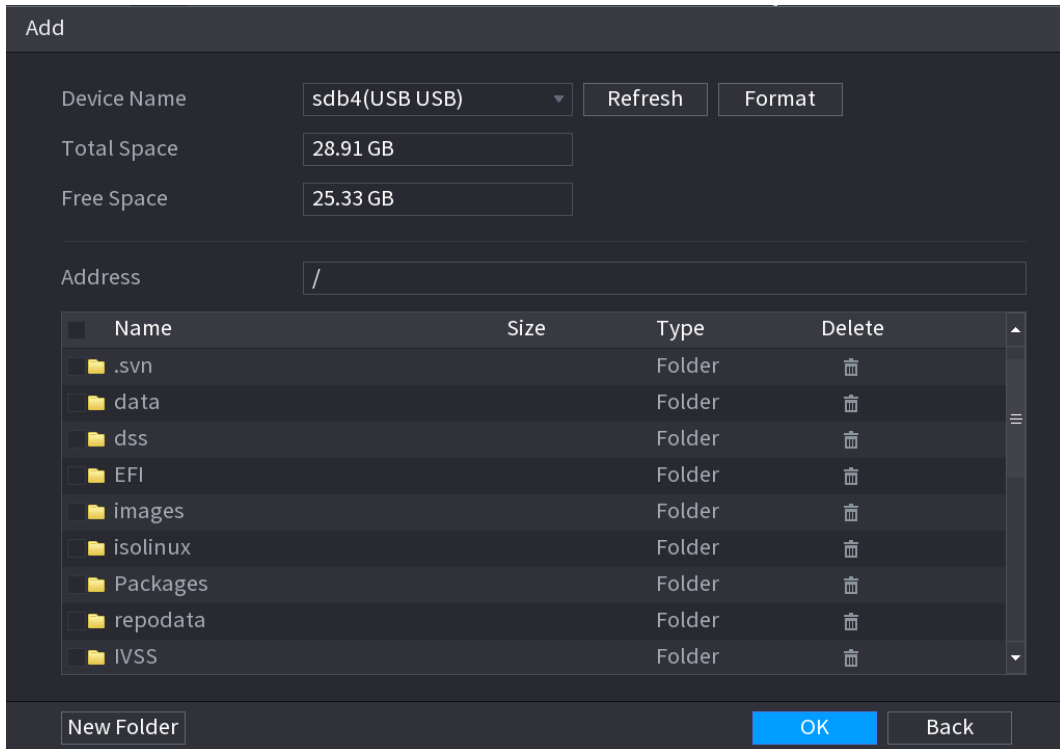 Add
Device Name sdb4(USB USB) Refresh Format
Total Space 28.91 GB
Free Space 25.33 GB
Address /
Name Size Type Delete
.svn Folder
data Folder
dss Folder
EFI Folder
images Folder
isolinux Folder
Packages Folder
repodata Folder
IVSS Folder
New Folder OK Back